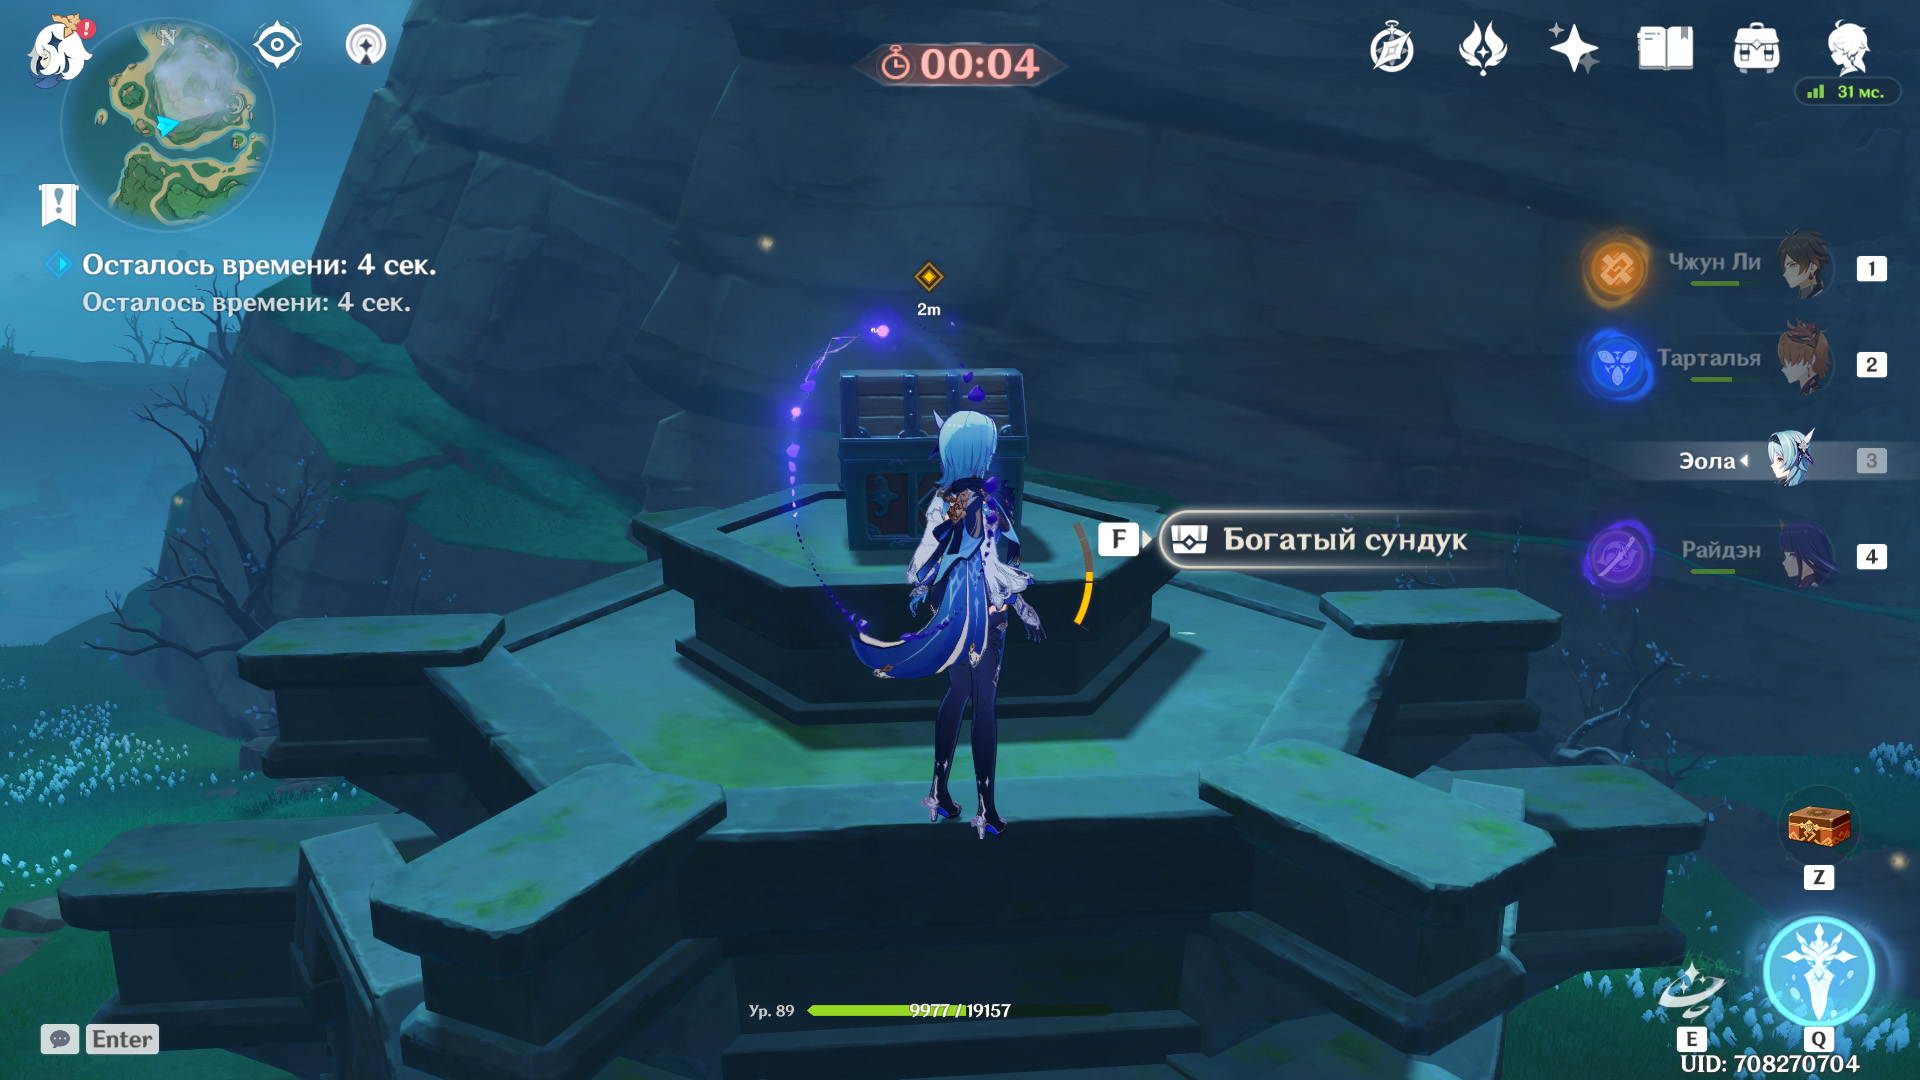 N
00:04
31 мс.
Осталось времени: 4 сек.
Осталось времени: 4 сек.
2m
Чжун Ли
1
Тарталья
2
Эола
3
F
Богатый сундук
Райдэн
4
Z
Ур. 89
9977 / 19157
Enter
E
Q
UID: 708270704